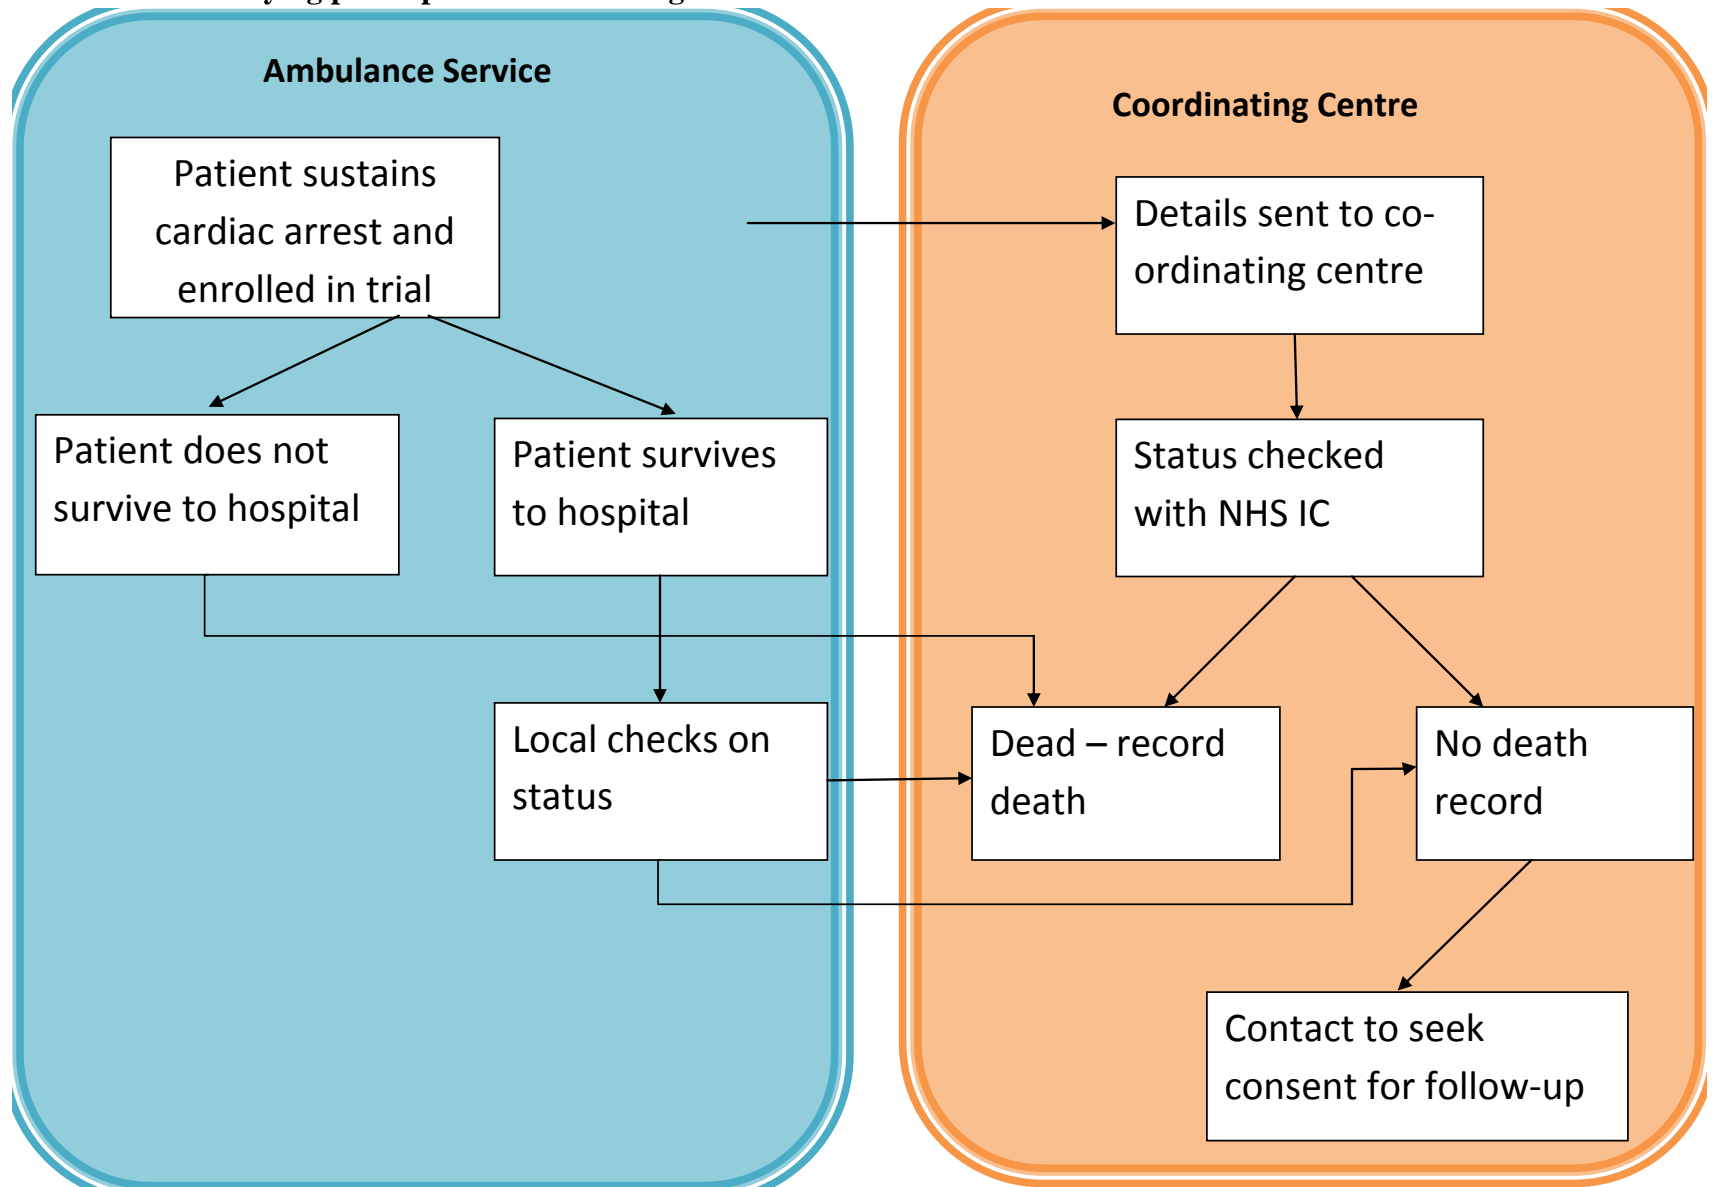 Ambulance Service
Patient sustains
cardiac arrest and
enrolled in trial
Patient does not
survive to hospital
Patient survives
to hospital
Local checks on
status
Coordinating Centre
Details sent to co-
ordinating centre
Status checked
with NHS IC
Dead – record
death
No death
record
Contact to seek
consent for follow-up